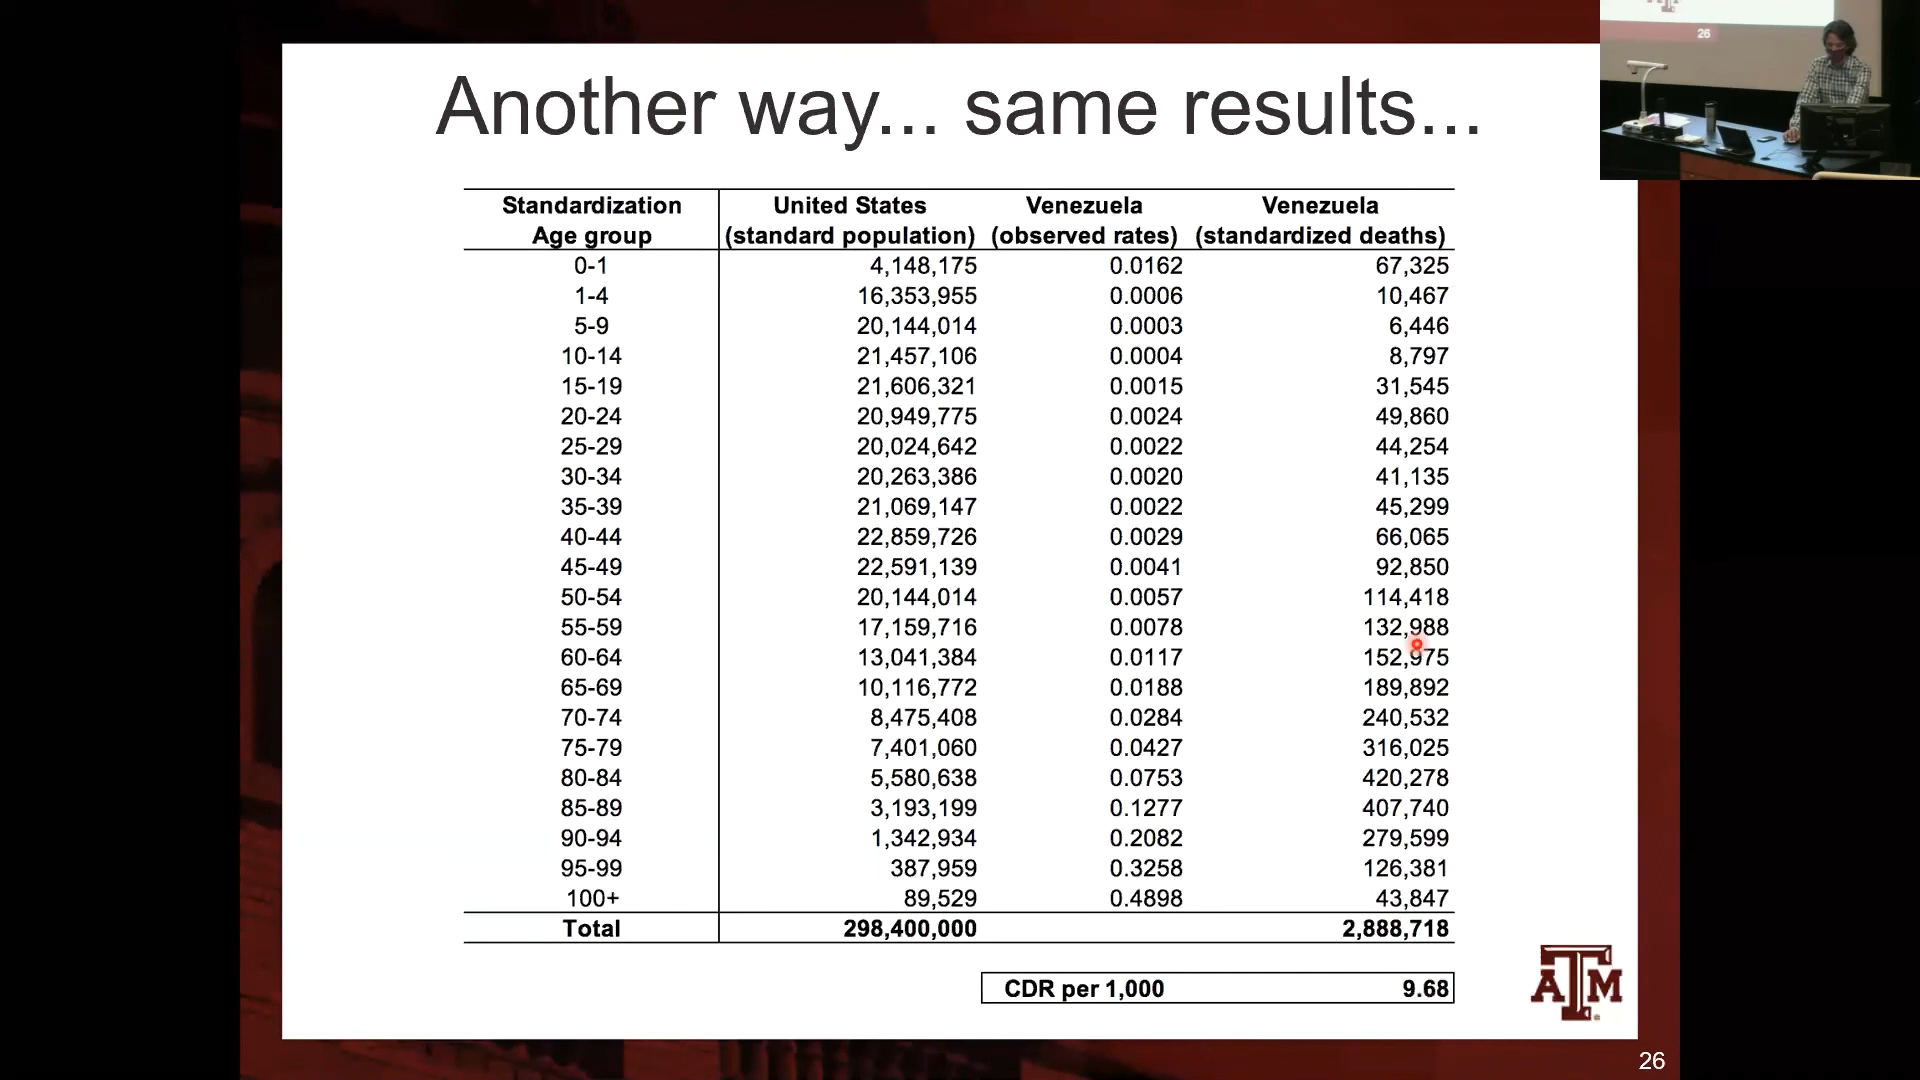 26
Another way... same results...
Standardization United States Venezuela Venezuela
Age group (standard population) (observed rates) (standardized deaths)
0-1 4,148,175 0.0162 67,325
1-4 16,353,955 0.0006 10,467
5-9 20,144,014 0.0003 6,446
10-14 21,457,106 0.0004 8,797
15-19 21,606,321 0.0015 31,545
20-24 20,949,775 0.0024 49,860
25-29 20,024,642 0.0022 44,254
30-34 20,263,386 0.0020 41,135
35-39 21,069,147 0.0022 45,299
40-44 22,859,726 0.0029 66,065
45-49 22,591,139 0.0041 92,850
50-54 20,144,014 0.0057 114,418
55-59 17,159,716 0.0078 132,988
60-64 13,041,384 0.0117 152,975
65-69 10,116,772 0.0188 189,892
70-74 8,475,408 0.0284 240,532
75-79 7,401,060 0.0427 316,025
80-84 5,580,638 0.0753 420,278
85-89 3,193,199 0.1277 407,740
90-94 1,342,934 0.2082 279,599
95-99 387,959 0.3258 126,381
100+ 89,529 0.4898 43,847
Total 298,400,000 2,888,718
CDR per 1,000 9.68
ATM
26